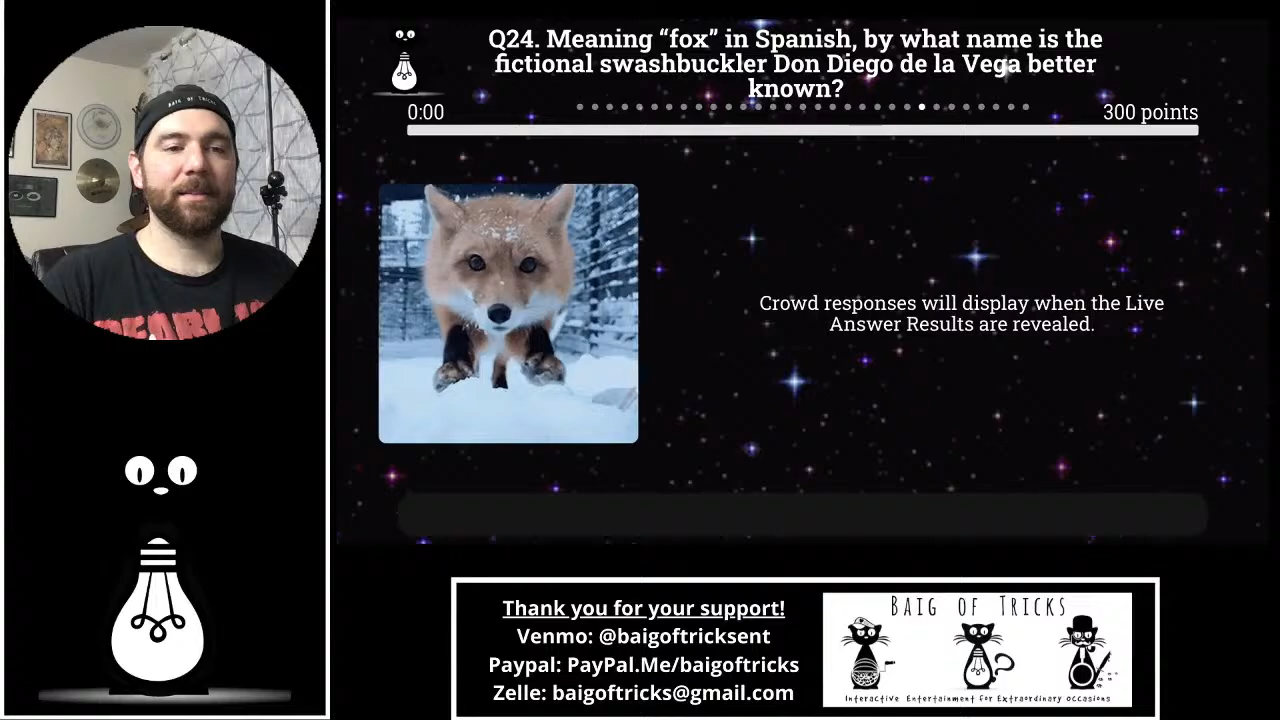 BAIG OF TRICKS
Q24. Meaning “fox” in Spanish, by what name is the
fictional swashbuckler Don Diego de la Vega better
known?
0:00
300 points
Crowd responses will display when the Live
Answer Results are revealed.
Thank you for your support!
Venmo: @baigoftricksent
Paypal: PayPal.Me/baigoftricks
Zelle: baigoftricks@gmail.com
BAIG OF TRICKS
Interactive Entertainment for Extraordinary Occasions